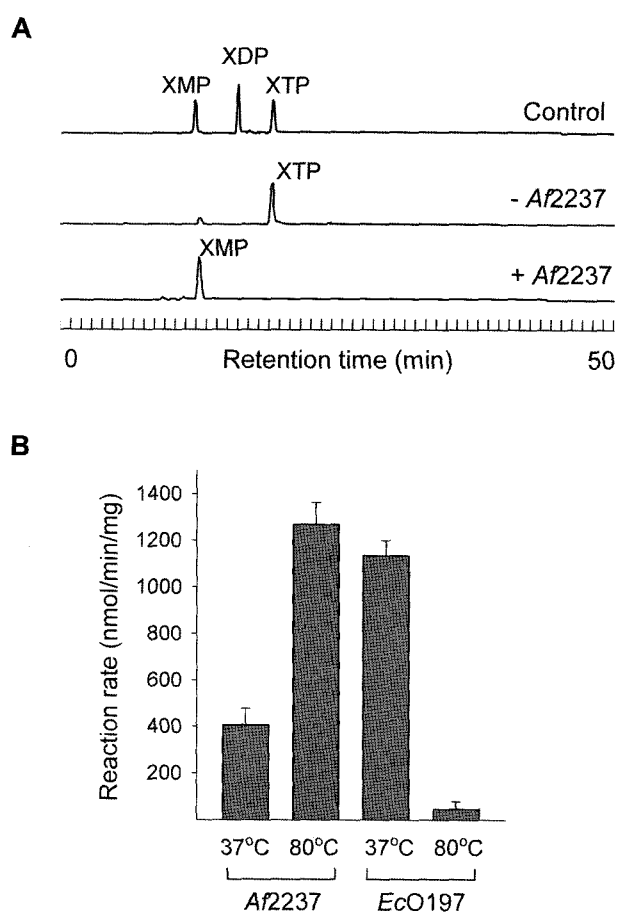 A
XDP
XMP
XTP
Control
XTP
- Af2237
XMP
+ Af2237
0
Retention time (min)
50
B
Reaction rate (nmol/min/mg)
1400
1200
1000
800
600
400
200
37°C
80°C
37°C
80°C
Af2237
EcO197